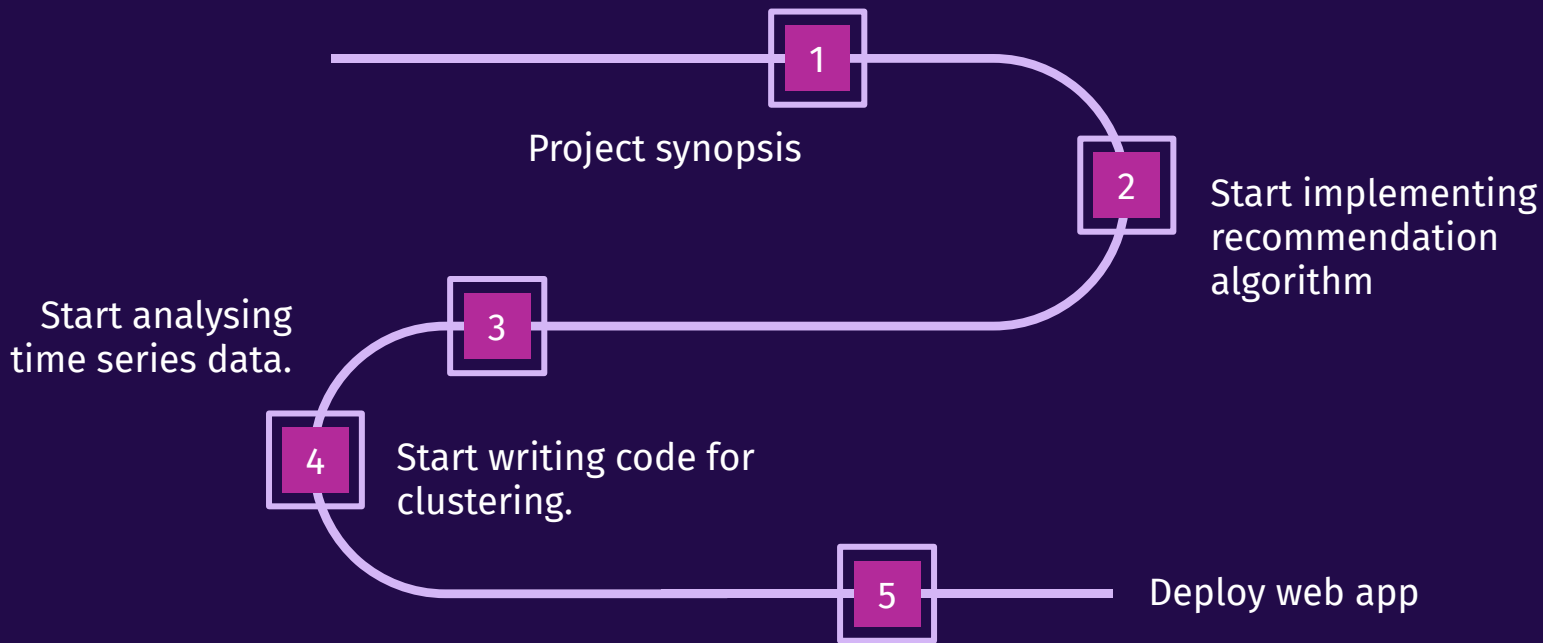 1
Project synopsis
2
Start implementing
recommendation
algorithm
3
Start analysing
time series data.
4
Start writing code for
clustering.
5
Deploy web app